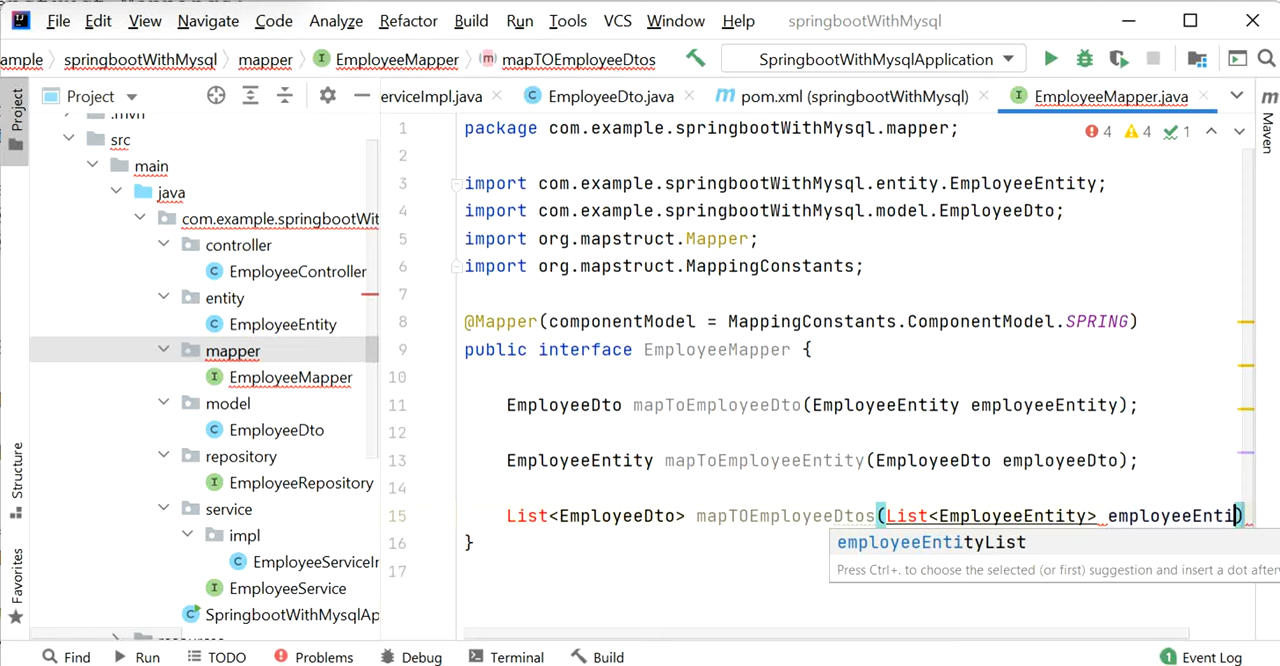 File Edit View Navigate Code Analyze Refactor Build Run Tools VCS Window Help springbootWithMysql
ample springbootWithMysql mapper EmployeeMapper mapTOEmployeeDtos SpringbootWithMysqlApplication
Project
erviceImpl.java EmployeeDto.java pom.xml (springbootWithMysql) EmployeeMapper.java
Project
Structure
Favorites
Maven
.mvn
src
main
java
com.example.springbootWit
controller
EmployeeController
entity
EmployeeEntity
mapper
EmployeeMapper
model
EmployeeDto
repository
EmployeeRepository
service
impl
EmployeeServiceIr
EmployeeService
SpringbootWithMysqlAp
4 4 1
1 package com.example.springbootWithMysql.mapper;
2
3 import com.example.springbootWithMysql.entity.EmployeeEntity;
4 import com.example.springbootWithMysql.model.EmployeeDto;
5 import org.mapstruct.Mapper;
6 import org.mapstruct.MappingConstants;
7
8 @Mapper(componentModel = MappingConstants.ComponentModel.SPRING)
9 public interface EmployeeMapper {
10
11 EmployeeDto mapToEmployeeDto(EmployeeEntity employeeEntity);
12
13 EmployeeEntity mapToEmployeeEntity(EmployeeDto employeeDto);
14
15 List<EmployeeDto> mapTOEmployeeDtos(List<EmployeeEntity> employeeEnti)
16 }
17
employeeEntityList
Press Ctrl+. to choose the selected (or first) suggestion and insert a dot after
Find Run TODO Problems Debug Terminal Build 1 Event Log